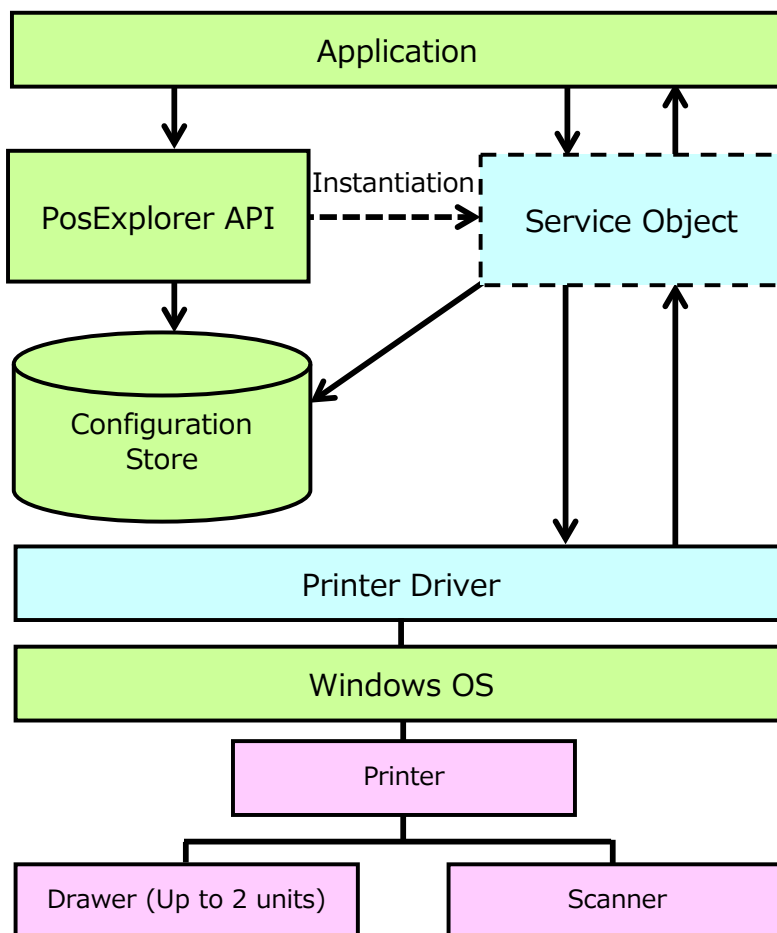 Application
Instantiation
PosExplorer API
Service Object
Configuration
Store
Printer Driver
Windows OS
Printer
Drawer (Up to 2 units)
Scanner